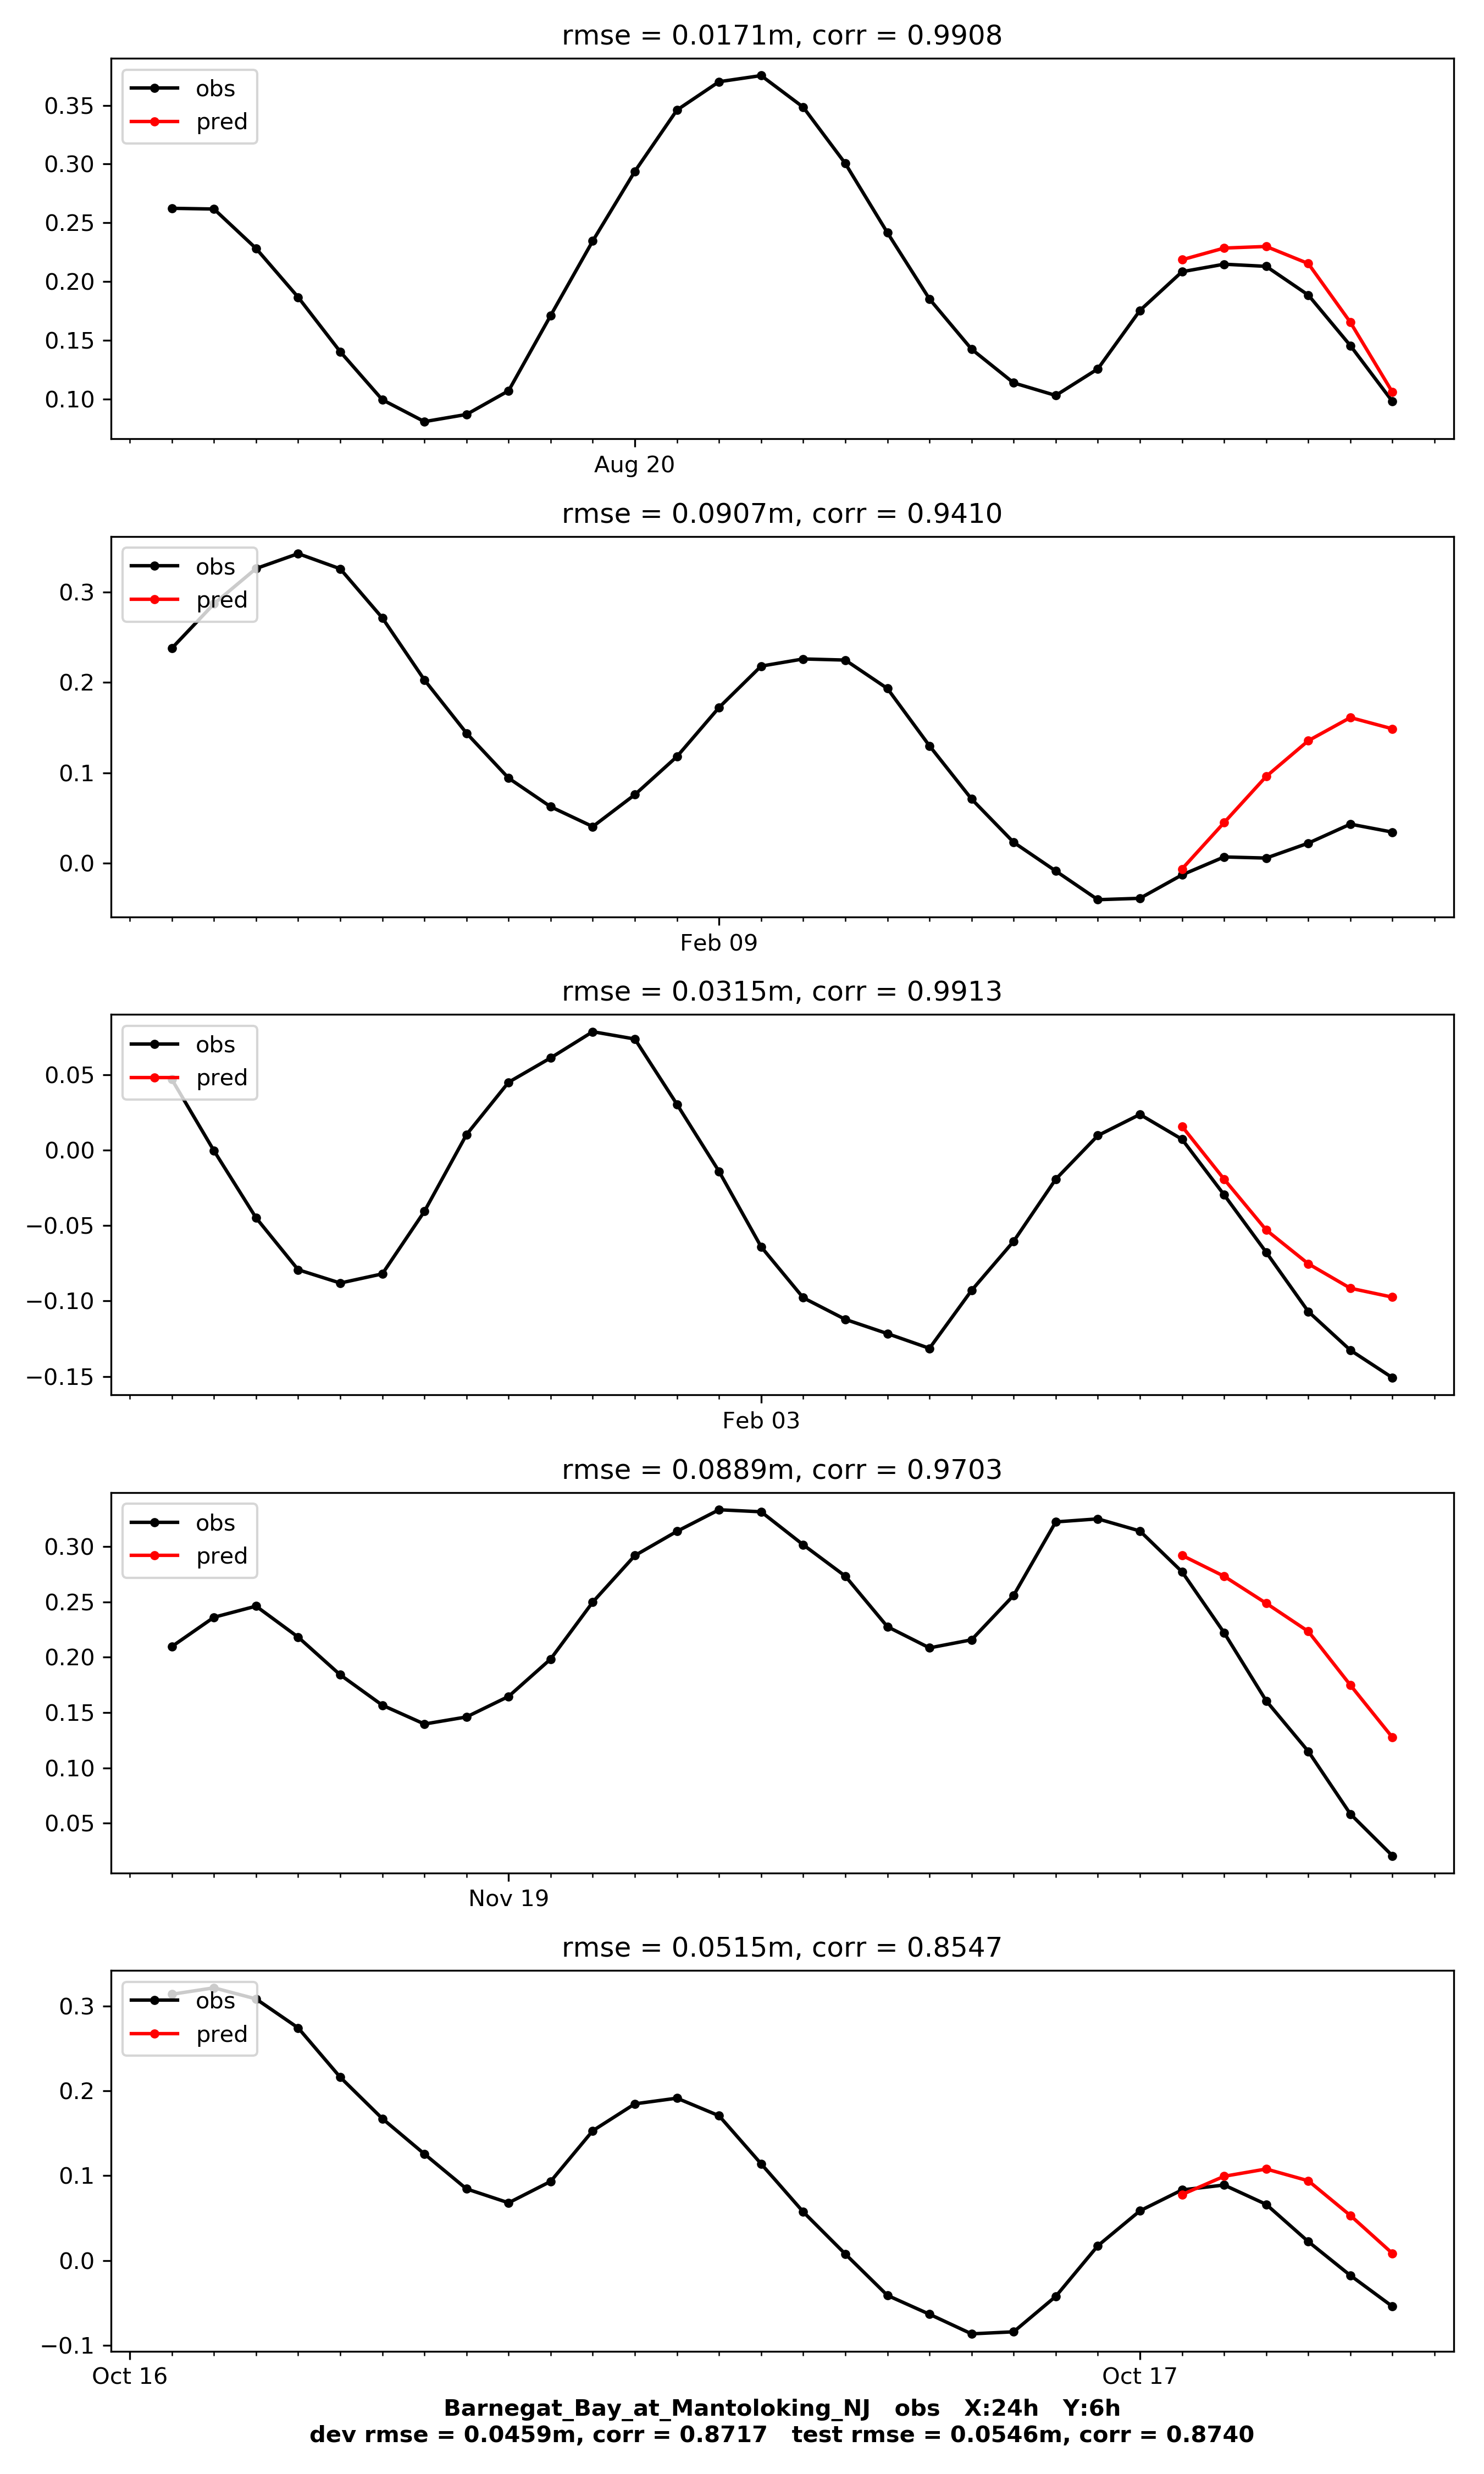 rmse = 0.0171m, corr = 0.9908
obs
pred
0.35
0.30
0.25
0.20
0.15
0.10
Aug 20
rmse = 0.0907m, corr = 0.9410
obs
pred
0.3
0.2
0.1
0.0
Feb 09
rmse = 0.0315m, corr = 0.9913
obs
pred
0.05
0.00
−0.05
−0.10
−0.15
Feb 03
rmse = 0.0889m, corr = 0.9703
obs
pred
0.30
0.25
0.20
0.15
0.10
0.05
Nov 19
rmse = 0.0515m, corr = 0.8547
obs
pred
0.3
0.2
0.1
0.0
−0.1
Oct 16 Oct 17
Barnegat_Bay_at_Mantoloking_NJ obs X:24h Y:6h
dev rmse = 0.0459m, corr = 0.8717 test rmse = 0.0546m, corr = 0.8740